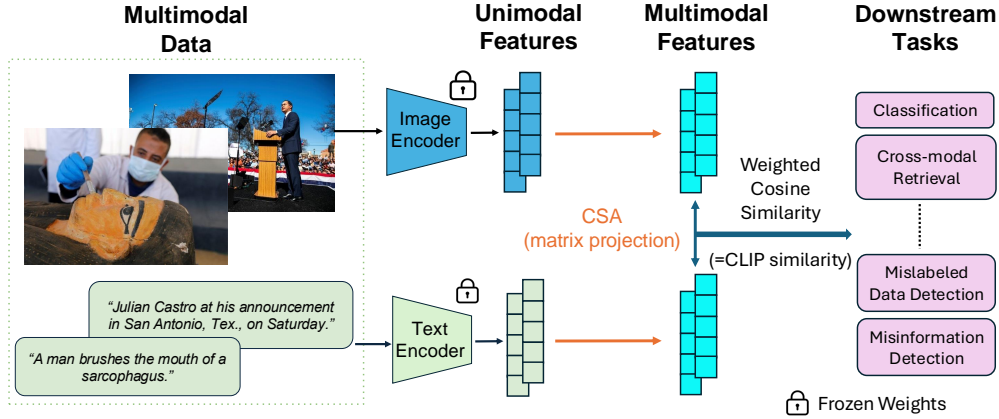 Multimodal
Data
Unimodal
Features
Multimodal
Features
Downstream
Tasks
Image
Encoder
Classification
Cross-modal
Retrieval
Weighted
Cosine
Similarity
CSA
(matrix projection)
(=CLIP similarity)
Mislabeled
Data Detection
Misinformation
Detection
“Julian Castro at his announcement
in San Antonio, Tex., on Saturday.”
“A man brushes the mouth of a
sarcophagus.”
Text
Encoder
Frozen Weights